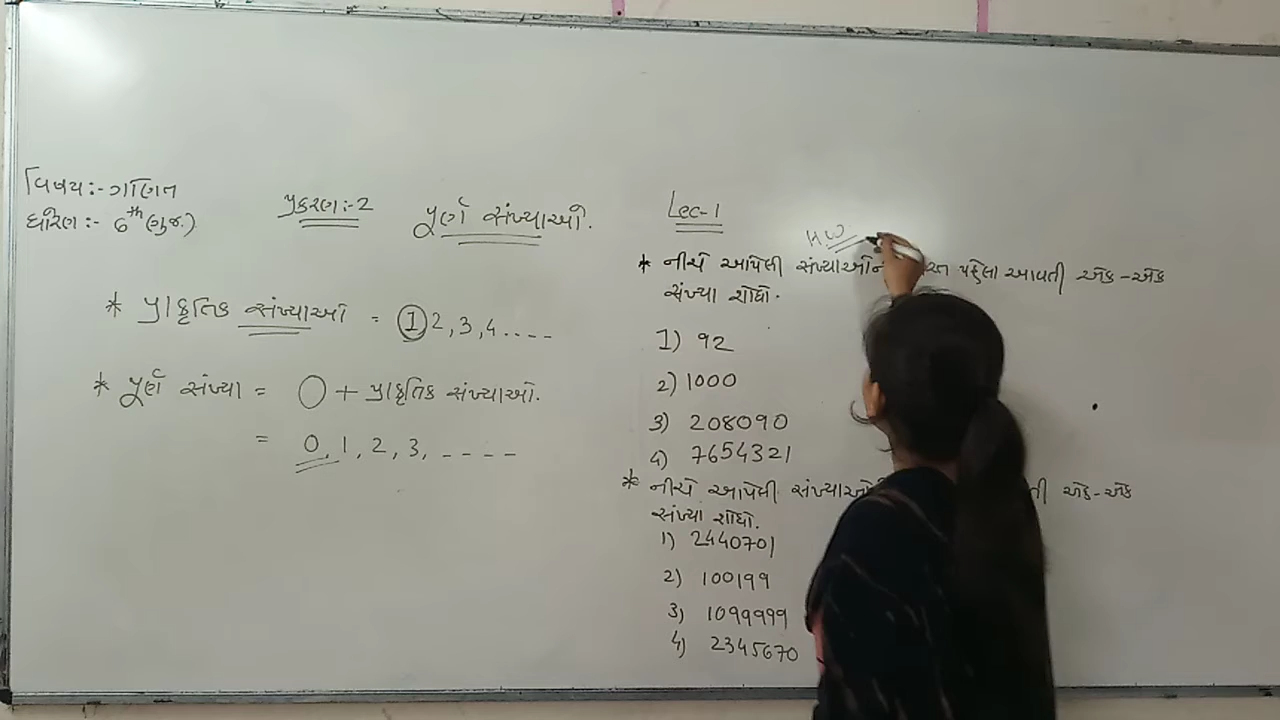 વિષય:- ગણિત
ધોરણ:- 6th (ગુજ.)
પ્રકરણ:-2 પૂર્ણ સંખ્યાઓ.
* પ્રાકૃતિક સંખ્યાઓ = 1 2, 3, 4 ....
* પૂર્ણ સંખ્યા = 0 + પ્રાકૃતિક સંખ્યાઓ.
= 0, 1, 2, 3, ----
Lec-1
HW
* નીચે આપેલી પહેલા આવતી એક-એક
સંખ્યા શોધો.
1) 92
2) 1000
3) 208090
4) 7654321
* નીચે આપેલી એક-એક
સંખ્યા શોધો.
1) 2440701
2) 100199
3) 1099999
4) 2345670